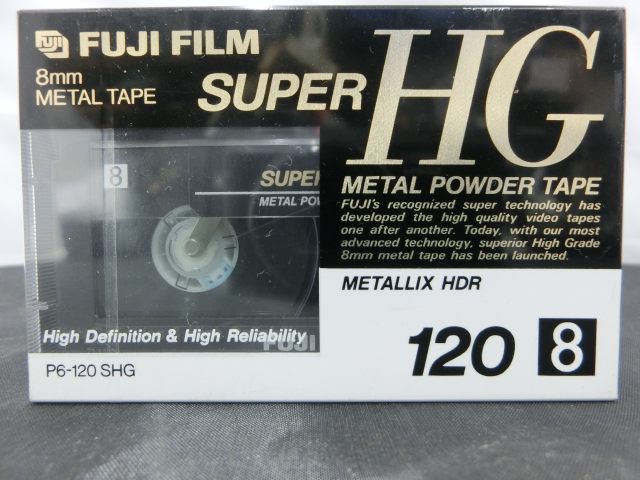 FUJI FUJI FILM
8mm
METAL TAPE
SUPER HG
METAL POWDER TAPE
FUJI's recognized super technology has
developed the high quality video tapes
one after another. Today, with our most
advanced technology, superior High Grade
8mm metal tape has been launched.
8
SUPER
METAL POW
METALLIX HDR
High Definition & High Reliability
FUJI
120 8
P6-120 SHG